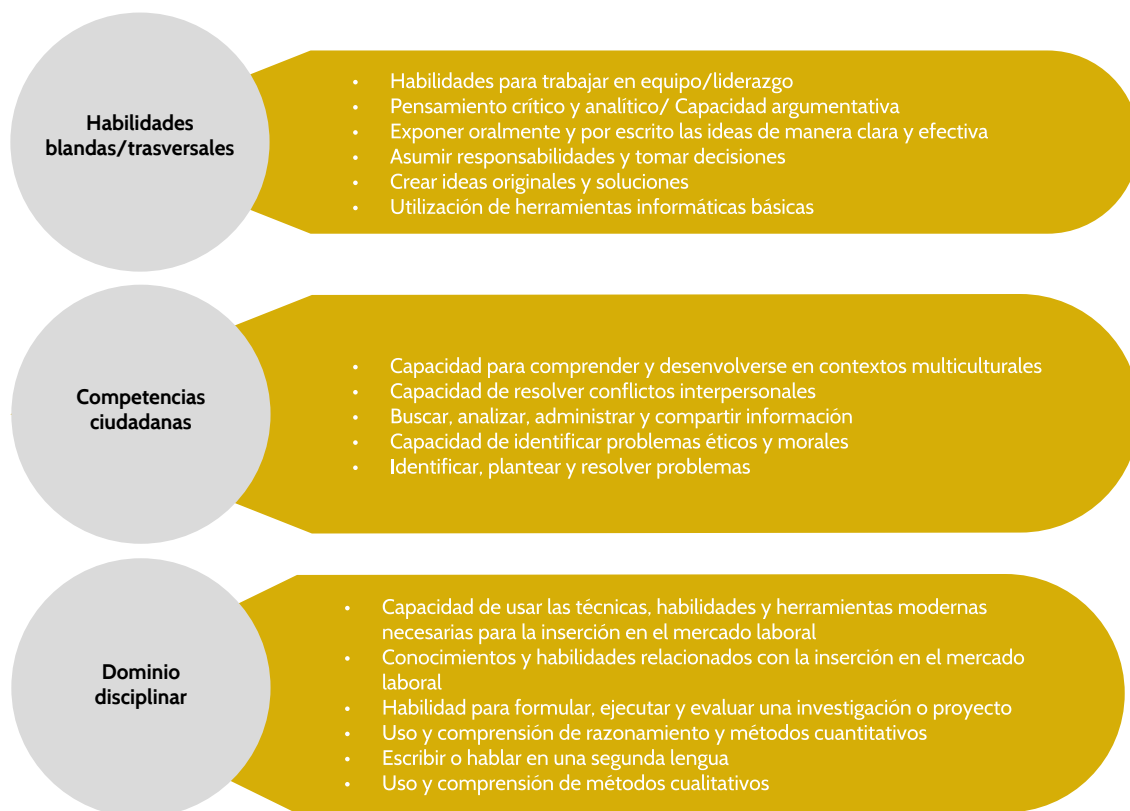 Habilidades
blandas/trasversales
• Habilidades para trabajar en equipo/liderazgo
• Pensamiento crítico y analítico/ Capacidad argumentativa
• Exponer oralmente y por escrito las ideas de manera clara y efectiva
• Asumir responsabilidades y tomar decisiones
• Crear ideas originales y soluciones
• Utilización de herramientas informáticas básicas
Competencias
ciudadanas
• Capacidad para comprender y desenvolverse en contextos multiculturales
• Capacidad de resolver conflictos interpersonales
• Buscar, analizar, administrar y compartir información
• Capacidad de identificar problemas éticos y morales
• Identificar, plantear y resolver problemas
Dominio
disciplinar
• Capacidad de usar las técnicas, habilidades y herramientas modernas
necesarias para la inserción en el mercado laboral
• Conocimientos y habilidades relacionados con la inserción en el mercado
laboral
• Habilidad para formular, ejecutar y evaluar una investigación o proyecto
• Uso y comprensión de razonamiento y métodos cuantitativos
• Escribir o hablar en una segunda lengua
• Uso y comprensión de métodos cualitativos